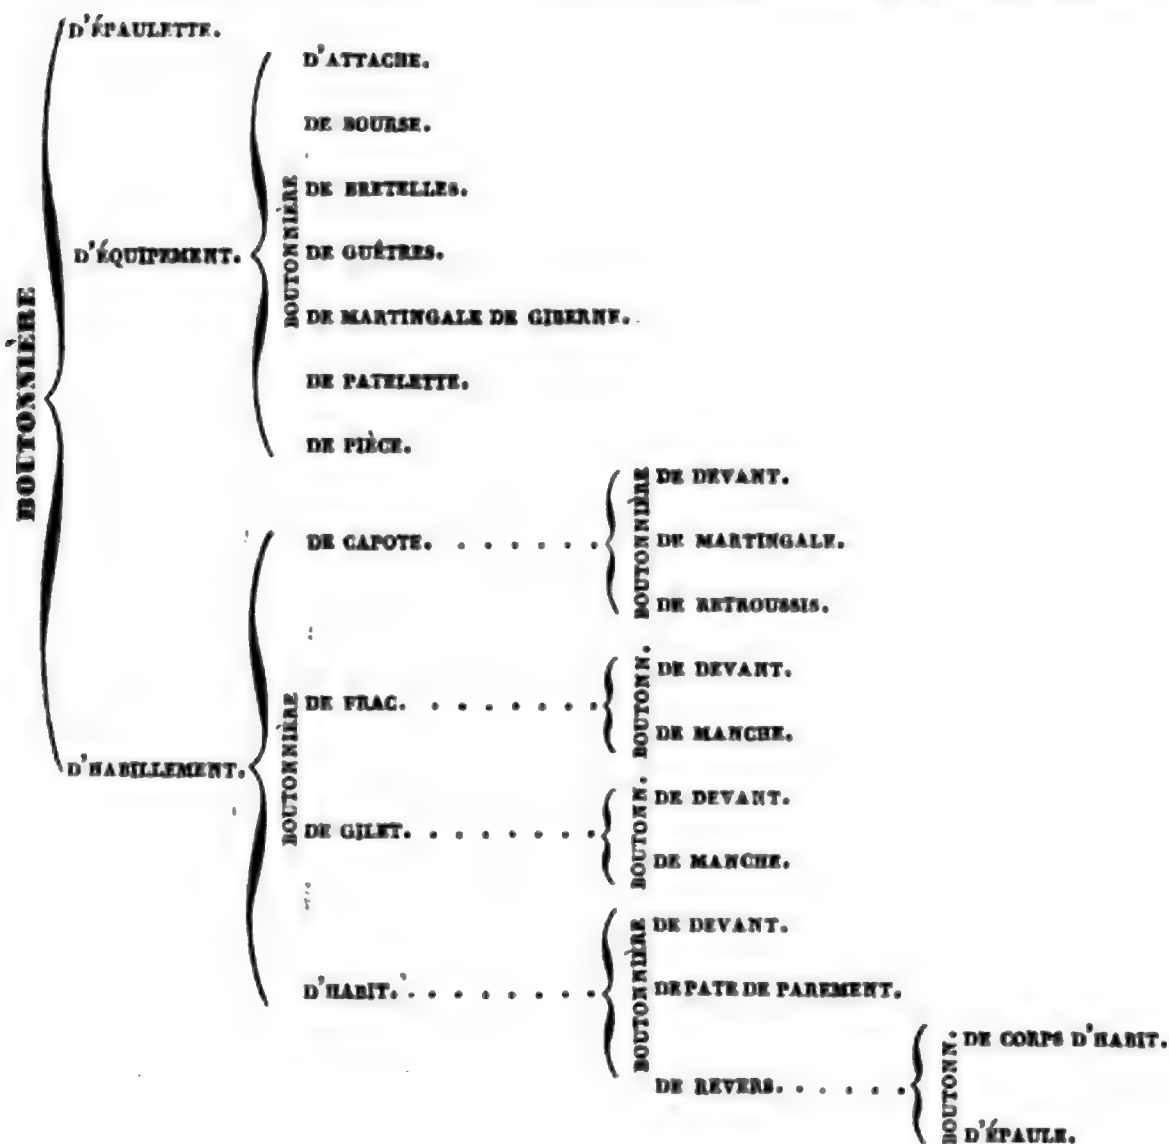 BOUTONNIÈRE
D'ÉPAULETTE.
D'ÉQUIPEMENT.
BOUTONNIÈRE
D'ATTACHE.
DE BOURSE.
DE BRETELLES.
DE GUÊTRES.
DE MARTINGALE DE GIBERNE.
DE PATELETTE.
DE PIÈCE.
D'HABILLEMENT.
BOUTONNIÈRE
DE CAPOTE. . . . . . .
BOUTONNIÈRE
DE DEVANT.
DE MARTINGALE.
DE RETROUSSIS.
DE FRAC. . . . . . . .
BOUTONN.
DE DEVANT.
DE MANCHE.
DE GILET. . . . . . . .
BOUTONN.
DE DEVANT.
DE MANCHE.
D'HABIT. . . . . . . .
BOUTONNIÈRE
DE DEVANT.
DE PATE DE PAREMENT.
DE REVERS. . . . . .
BOUTONN.
DE CORPS D'HABIT.
D'ÉPAULE.